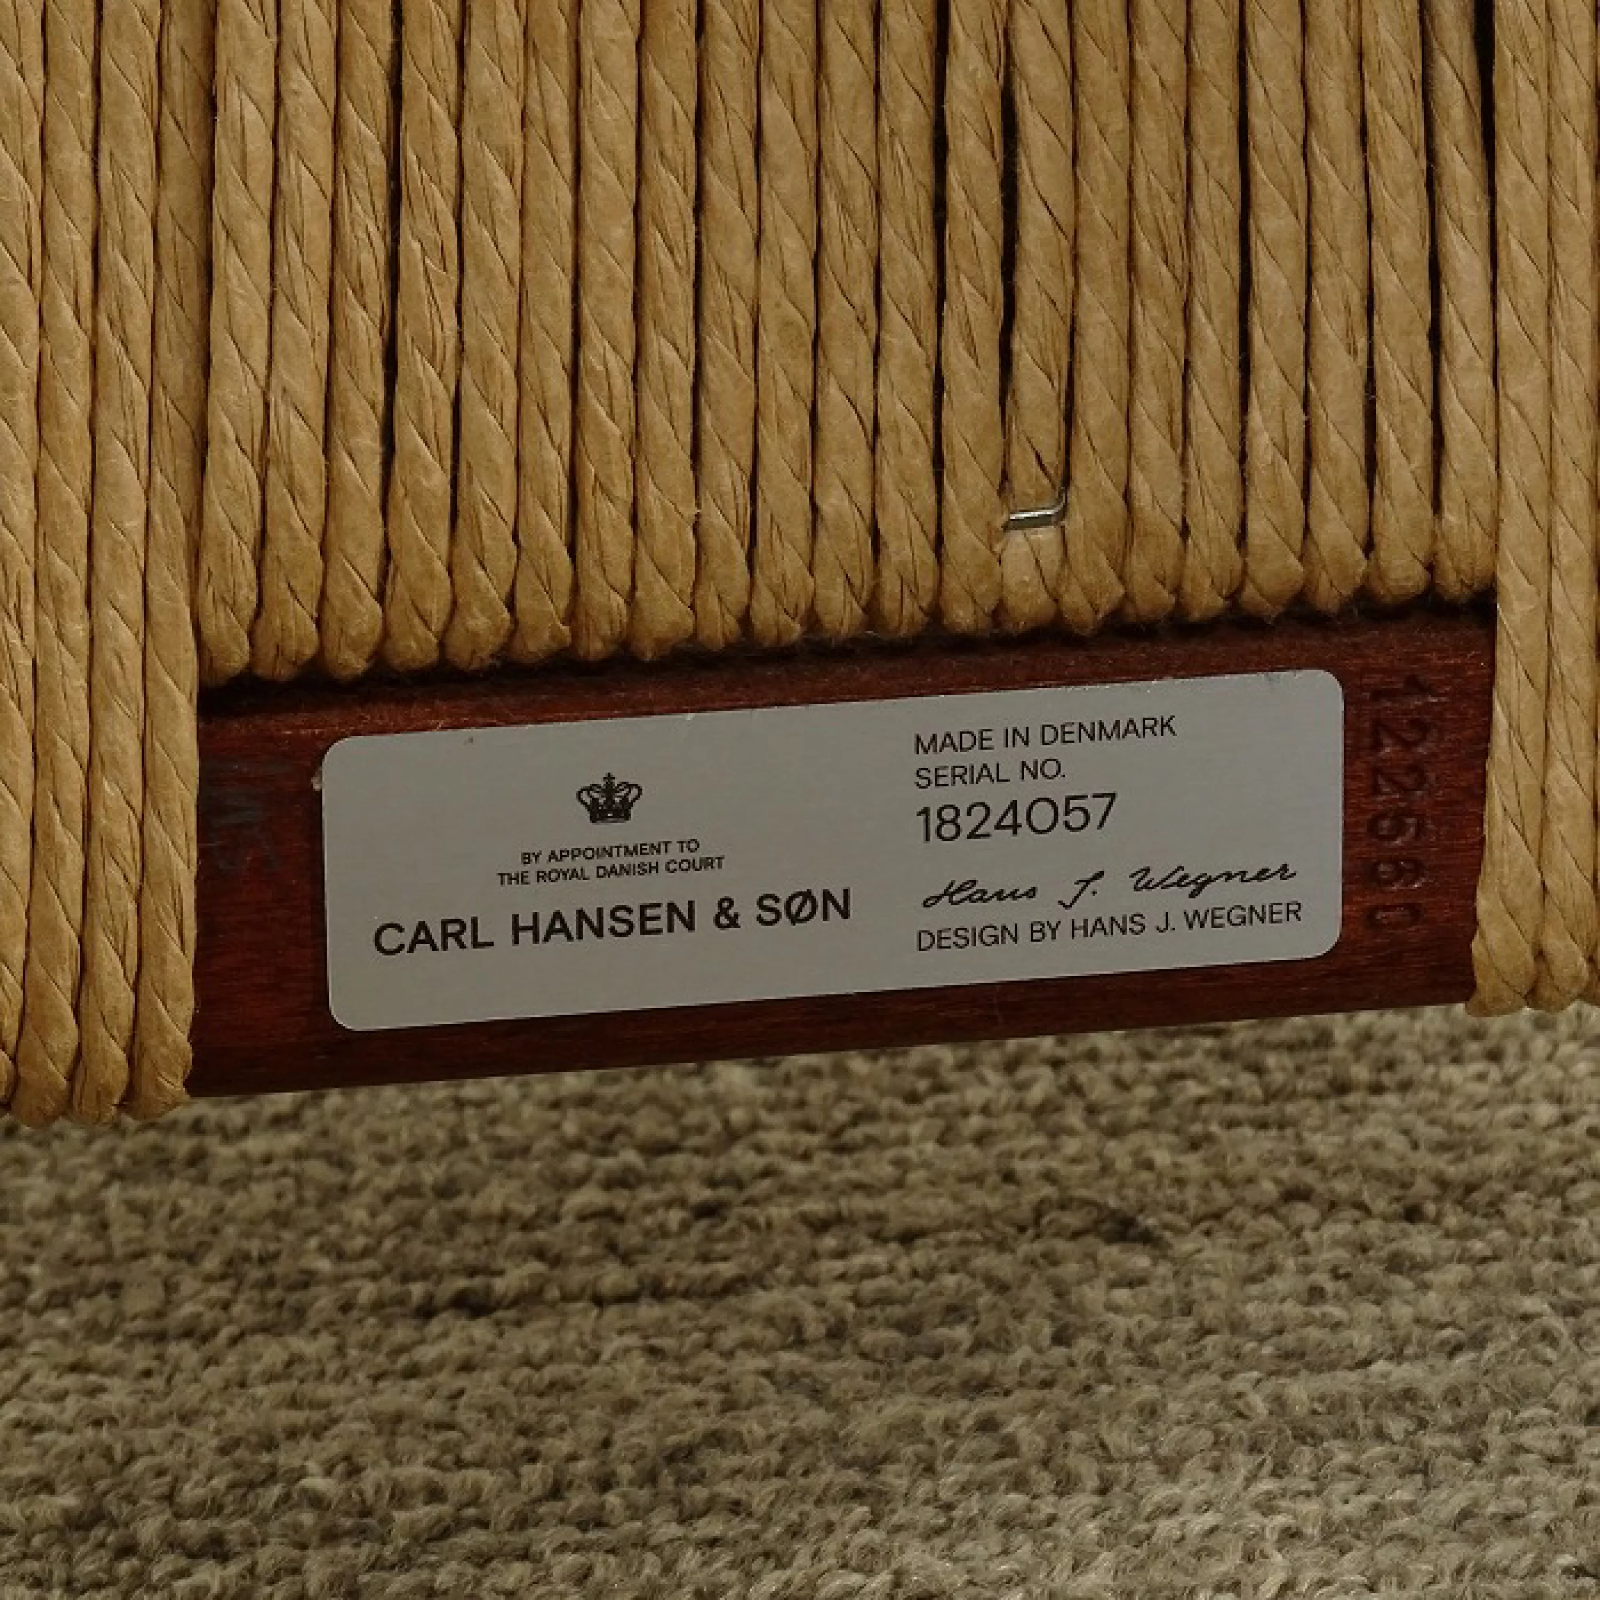 BY APPOINTMENT TO
THE ROYAL DANISH COURT
CARL HANSEN & SØN
MADE IN DENMARK
SERIAL NO.
1824057
Hans J. Wegner
DESIGN BY HANS J. WEGNER